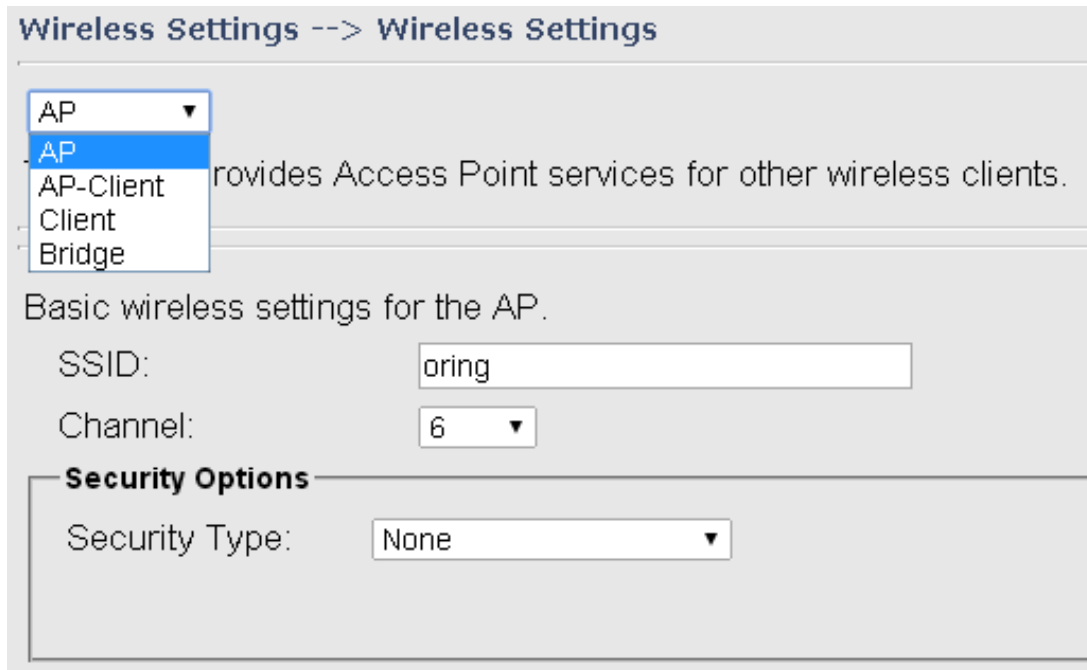 Wireless Settings --> Wireless Settings
AP
AP
AP-Client
Client
Bridge
provides Access Point services for other wireless clients.
Basic wireless settings for the AP.
SSID:
oring
Channel:
6
Security Options
Security Type:
None